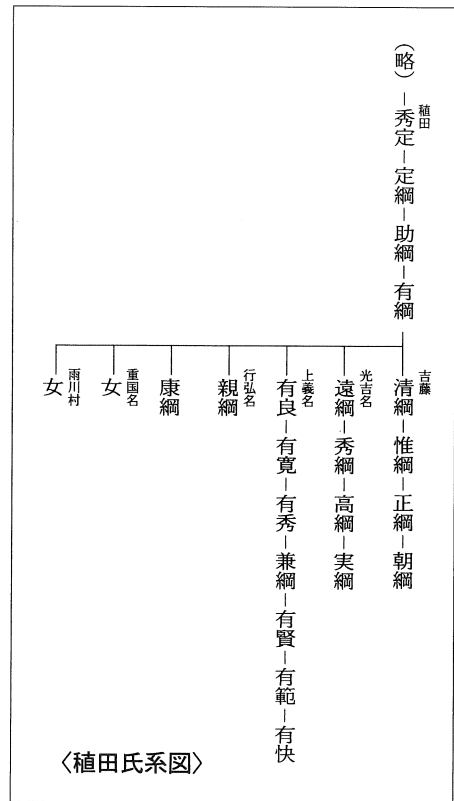 （略）－秀定－定綱－助綱－有綱
稙田
吉藤
清綱－惟綱－正綱－朝綱
光吉名
遠綱－秀綱－高綱－実綱
上義名
有良－有寛－有秀－兼綱－有賢－有範－有快
行弘名
親綱
康綱
重国名
女
雨川村
女
〈稙田氏系図〉